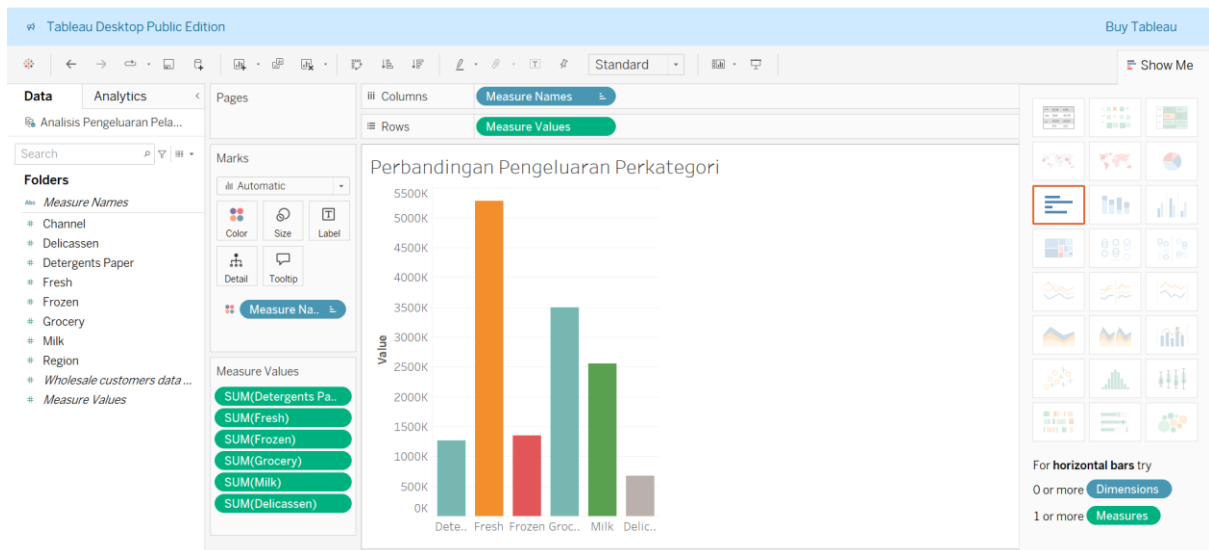 Tableau Desktop Public Edition
Buy Tableau
Standard
Show Me
Data
Analytics
Analisis Pengeluaran Pela...
Search
Folders
Abc Measure Names
# Channel
# Delicassen
# Detergents Paper
# Fresh
# Frozen
# Grocery
# Milk
# Region
# Wholesale customers data ...
# Measure Values
Pages
Marks
Automatic
Color
Size
Label
Detail
Tooltip
Measure Na..
Measure Values
SUM(Detergents Pa..
SUM(Fresh)
SUM(Frozen)
SUM(Grocery)
SUM(Milk)
SUM(Delicassen)
Columns
Measure Names
Rows
Measure Values
Perbandingan Pengeluaran Perkategori
5500K
5000K
4500K
4000K
3500K
3000K
2500K
2000K
1500K
1000K
500K
0K
Value
Dete.. Fresh Frozen Groc.. Milk Delic..
For horizontal bars try
0 or more Dimensions
1 or more Measures